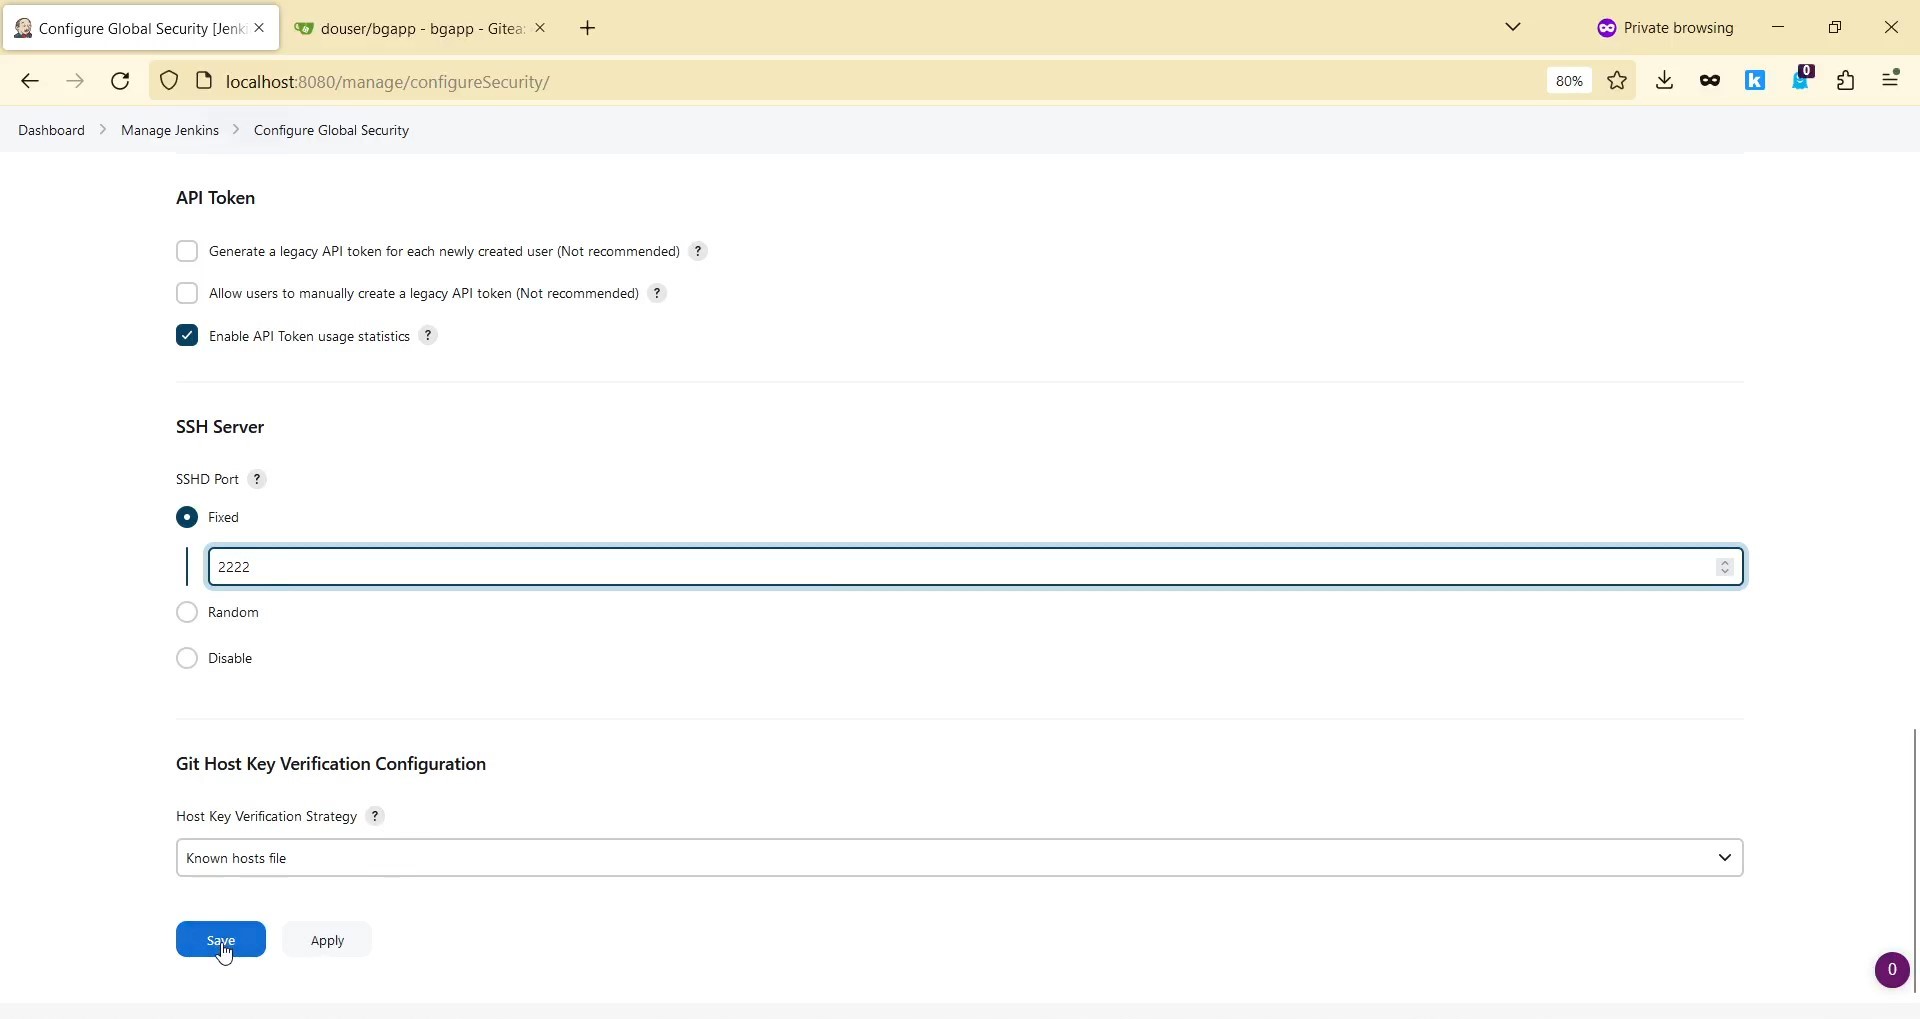 Configure Global Security [Jenki
douser/bgapp - bgapp - Gitea:
Private browsing
localhost:8080/manage/configureSecurity/
80%
k
0
Dashboard > Manage Jenkins > Configure Global Security
API Token
Generate a legacy API token for each newly created user (Not recommended) ?
Allow users to manually create a legacy API token (Not recommended) ?
Enable API Token usage statistics ?
SSH Server
SSHD Port ?
Fixed
2222
Random
Disable
Git Host Key Verification Configuration
Host Key Verification Strategy ?
Known hosts file
Save
Apply
0